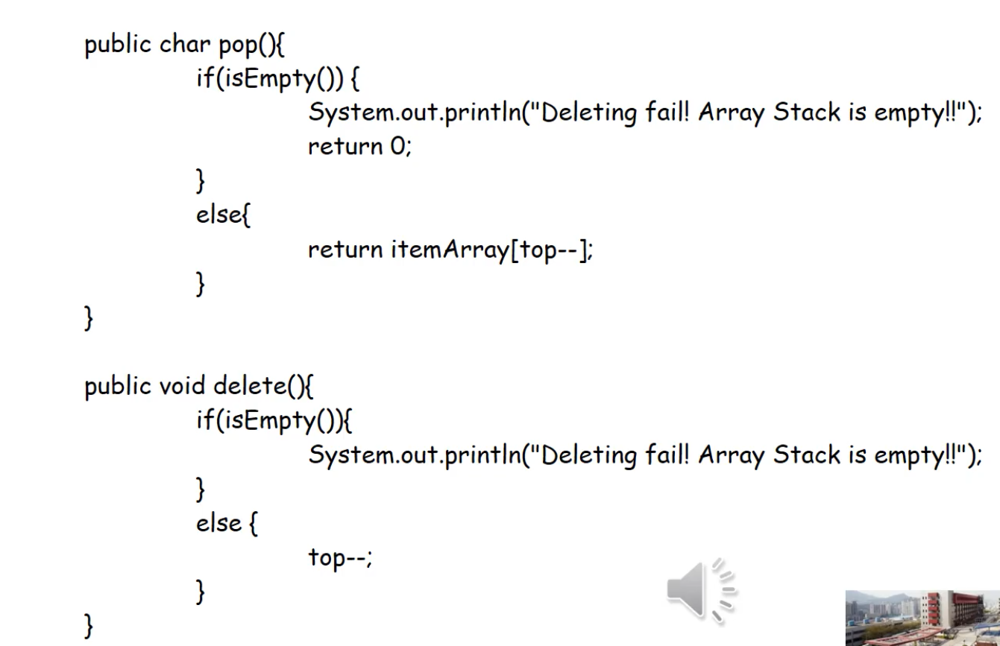 public char pop(){
if(isEmpty()) {
System.out.println("Deleting fail! Array Stack is empty!!");
return 0;
}
else{
return itemArray[top--];
}
}
public void delete(){
if(isEmpty()){
System.out.println("Deleting fail! Array Stack is empty!!");
}
else {
top--;
}
}